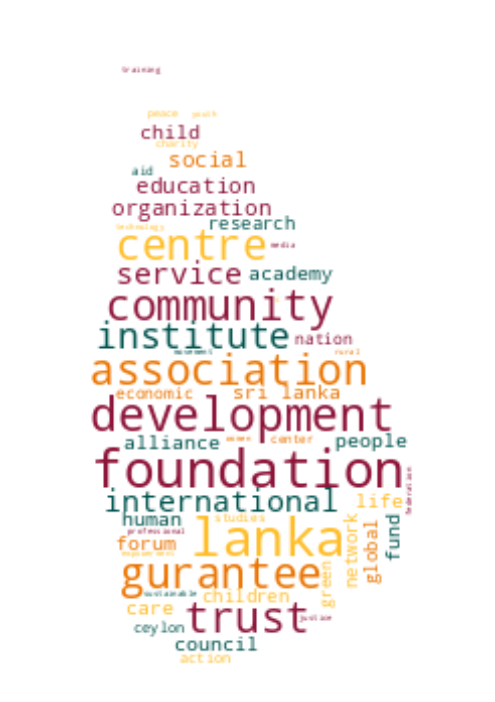 training
peace youth
child
charity
social
aid
education
organization
research
technology
centre media
service academy
community
institute nation
movement rural
association
economic sri lanka
development
alliance women center people
foundation
federation
international life
human studies
professional
lanka
forum
network
global
fund
empowerment
gurantee
green
sustainable children
care trust justice
ceylon
council
action